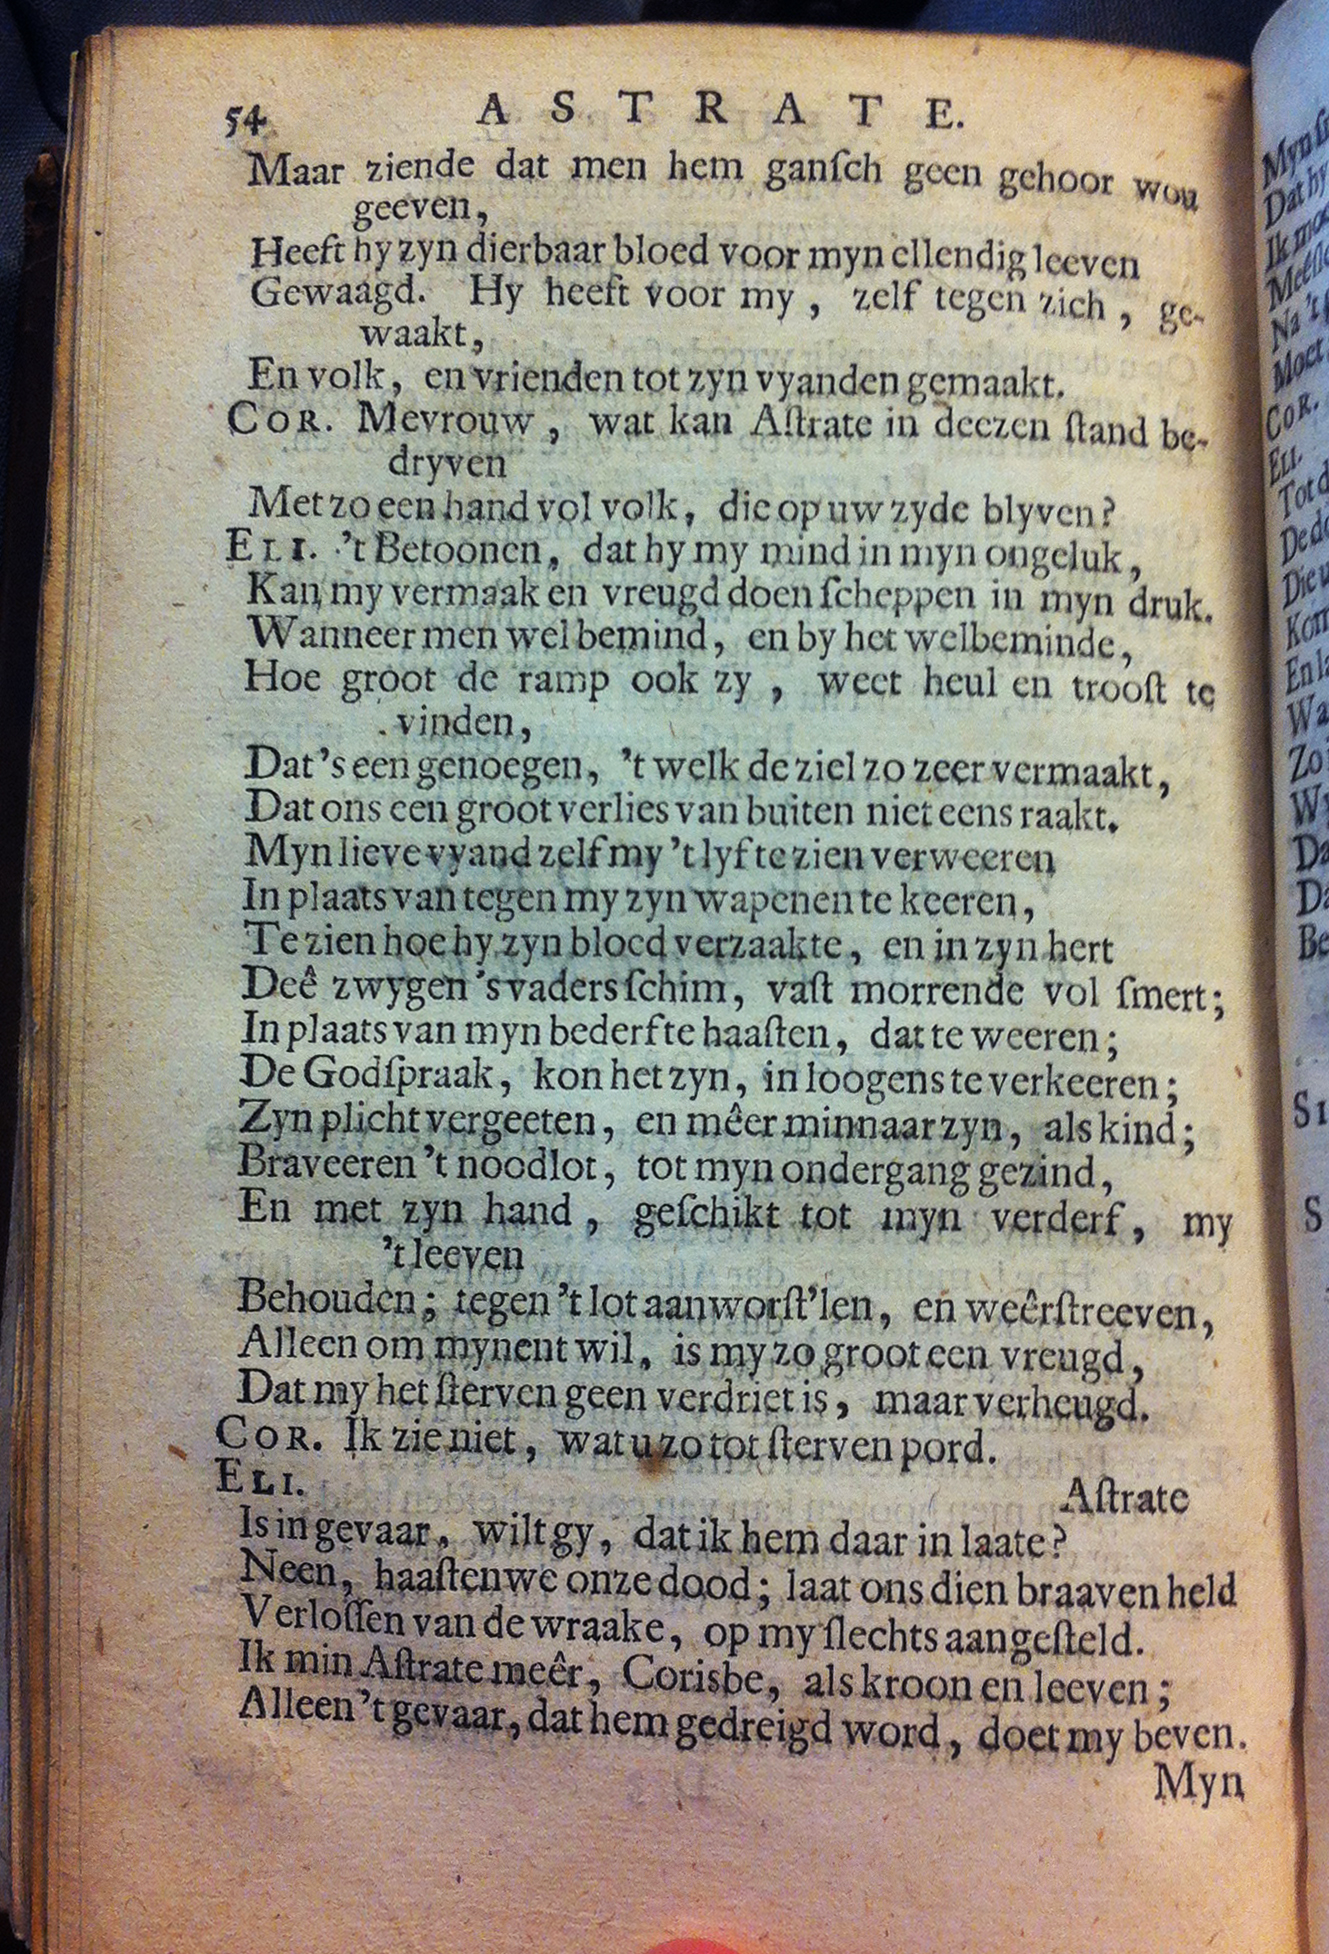 54 ASTRATE.
Maar ziende dat men hem ganſch geen gehoor wou
geeven,
Heeft hy zyn dierbaar bloed voor myn ellendig leeven
Gewaagd. Hy heeft voor my, zelf tegen zich, ge-
waakt,
En volk, en vrienden tot zyn vyanden gemaakt.
COR. Mevrouw, wat kan Aſtrate in deezen ſtand be-
dryven
Met zo een hand vol volk, die op uw zyde blyven?
ELI. 't Betoonen, dat hy my mind in myn ongeluk,
Kan my vermaak en vreugd doen ſcheppen in myn druk.
Wanneer men wel bemind, en by het welbeminde,
Hoe groot de ramp ook zy, weet heul en trooſt te
vinden,
Dat 's een genoegen, 't welk de ziel zo zeer vermaakt,
Dat ons een groot verlies van buiten niet eens raakt.
Myn lieve vyand zelf my 't lyf te zien verweeren
In plaats van tegen my zyn wapenen te keeren,
Te zien hoe hy zyn bloed verzaakte, en in zyn hert
Deê zwygen 's vaders ſchim, vaſt morrende vol ſmert;
In plaats van myn bederf te haaſten, dat te weeren;
De Godſpraak, kon het zyn, in loogens te verkeeren;
Zyn plicht vergeeten, en mêer minnaar zyn, als kind;
Braveeren 't noodlot, tot myn ondergang gezind,
En met zyn hand, geſchikt tot myn verderf, my
't leeven
Behouden; tegen 't lot aanworſt'len, en weêrſtreeven,
Alleen om mynent wil, is my zo groot een vreugd,
Dat my het ſterven geen verdriet is, maar verheugd.
COR. Ik zie niet, wat u zo tot ſterven pord.
ELI. Aſtrate
Is in gevaar, wilt gy, dat ik hem daar in laate?
Neen, haaſten we onze dood; laat ons dien braaven held
Verloſſen van de wraake, op my ſlechts aangeſteld.
Ik min Aſtrate meêr, Corisbe, als kroon en leeven;
Alleen 't gevaar, dat hem gedreigd word, doet my beven.
Myn